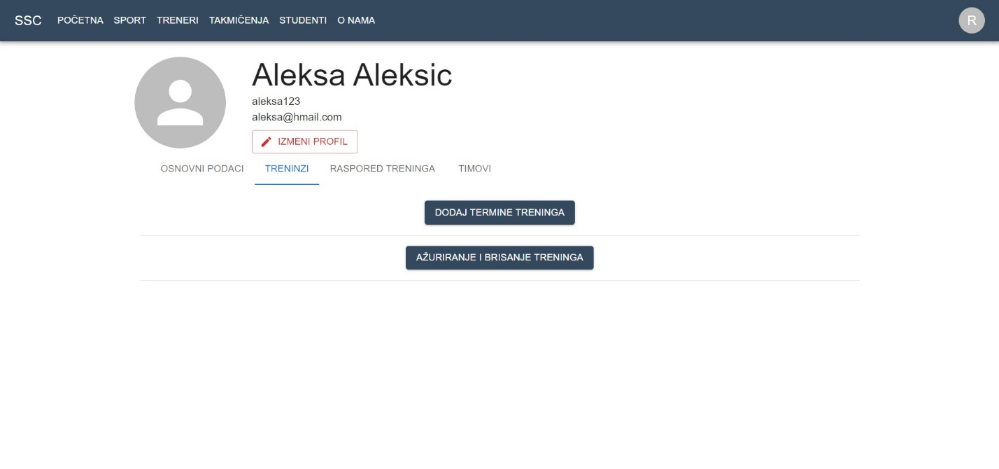 SSC POČETNA SPORT TRENERI TAKMIČENJA STUDENTI O NAMA R
Aleksa Aleksic
aleksa123
aleksa@hmail.com
IZMENI PROFIL
OSNOVNI PODACI TRENINZI RASPORED TRENINGA TIMOVI
DODAJ TERMINE TRENINGA
AŽURIRANJE I BRISANJE TRENINGA